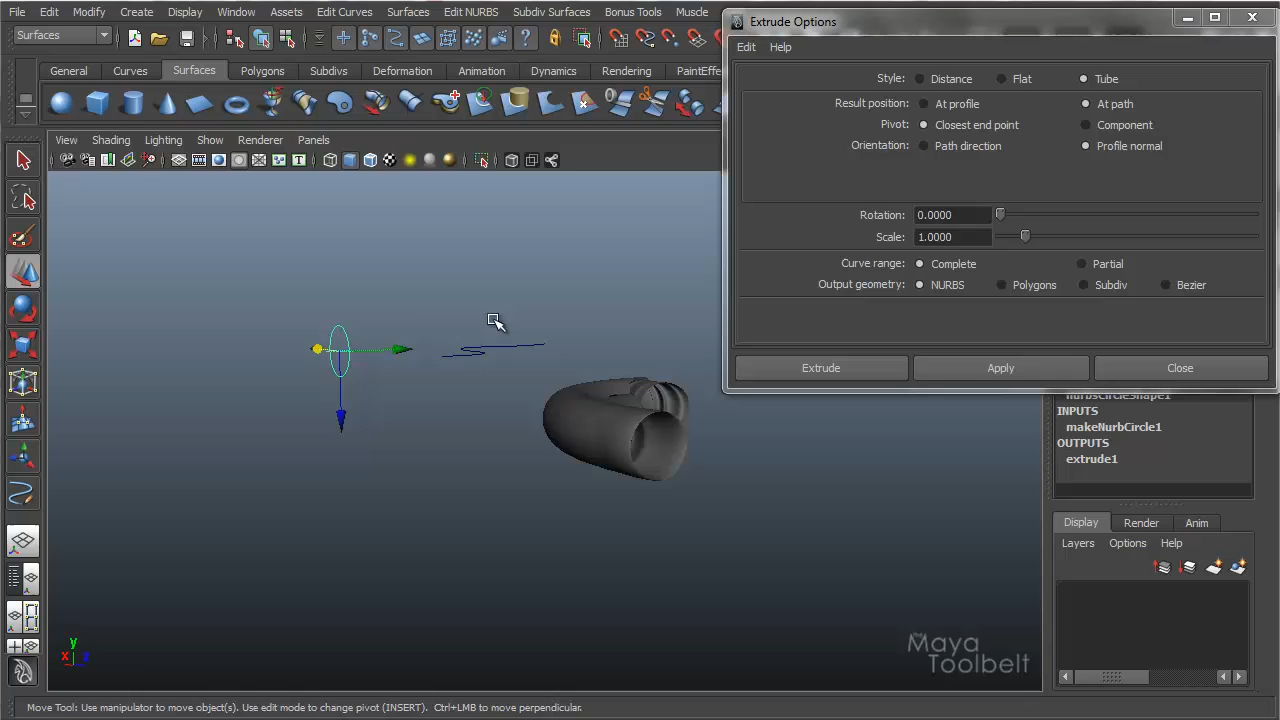 File Edit Modify Create Display Window Assets Edit Curves Surfaces Edit NURBS Subdiv Surfaces Bonus Tools Muscle
Extrude Options
Surfaces
Edit Help
General Curves Surfaces Polygons Subdivs Deformation Animation Dynamics Rendering PaintEffec
Style: Distance Flat Tube
Result position: At profile At path
Pivot: Closest end point Component
View Shading Lighting Show Renderer Panels
Orientation: Path direction Profile normal
T
Rotation: 0.0000
Scale: 1.0000
Curve range: Complete Partial
Output geometry: NURBS Polygons Subdiv Bezier
Extrude Apply Close
nurbsCircleShape1
INPUTS
makeNurbCircle1
OUTPUTS
extrude1
Display Render Anim
Layers Options Help
y
x z
Maya
Toolbelt
Move Tool: Use manipulator to move object(s). Use edit mode to change pivot (INSERT). Ctrl+LMB to move perpendicular.